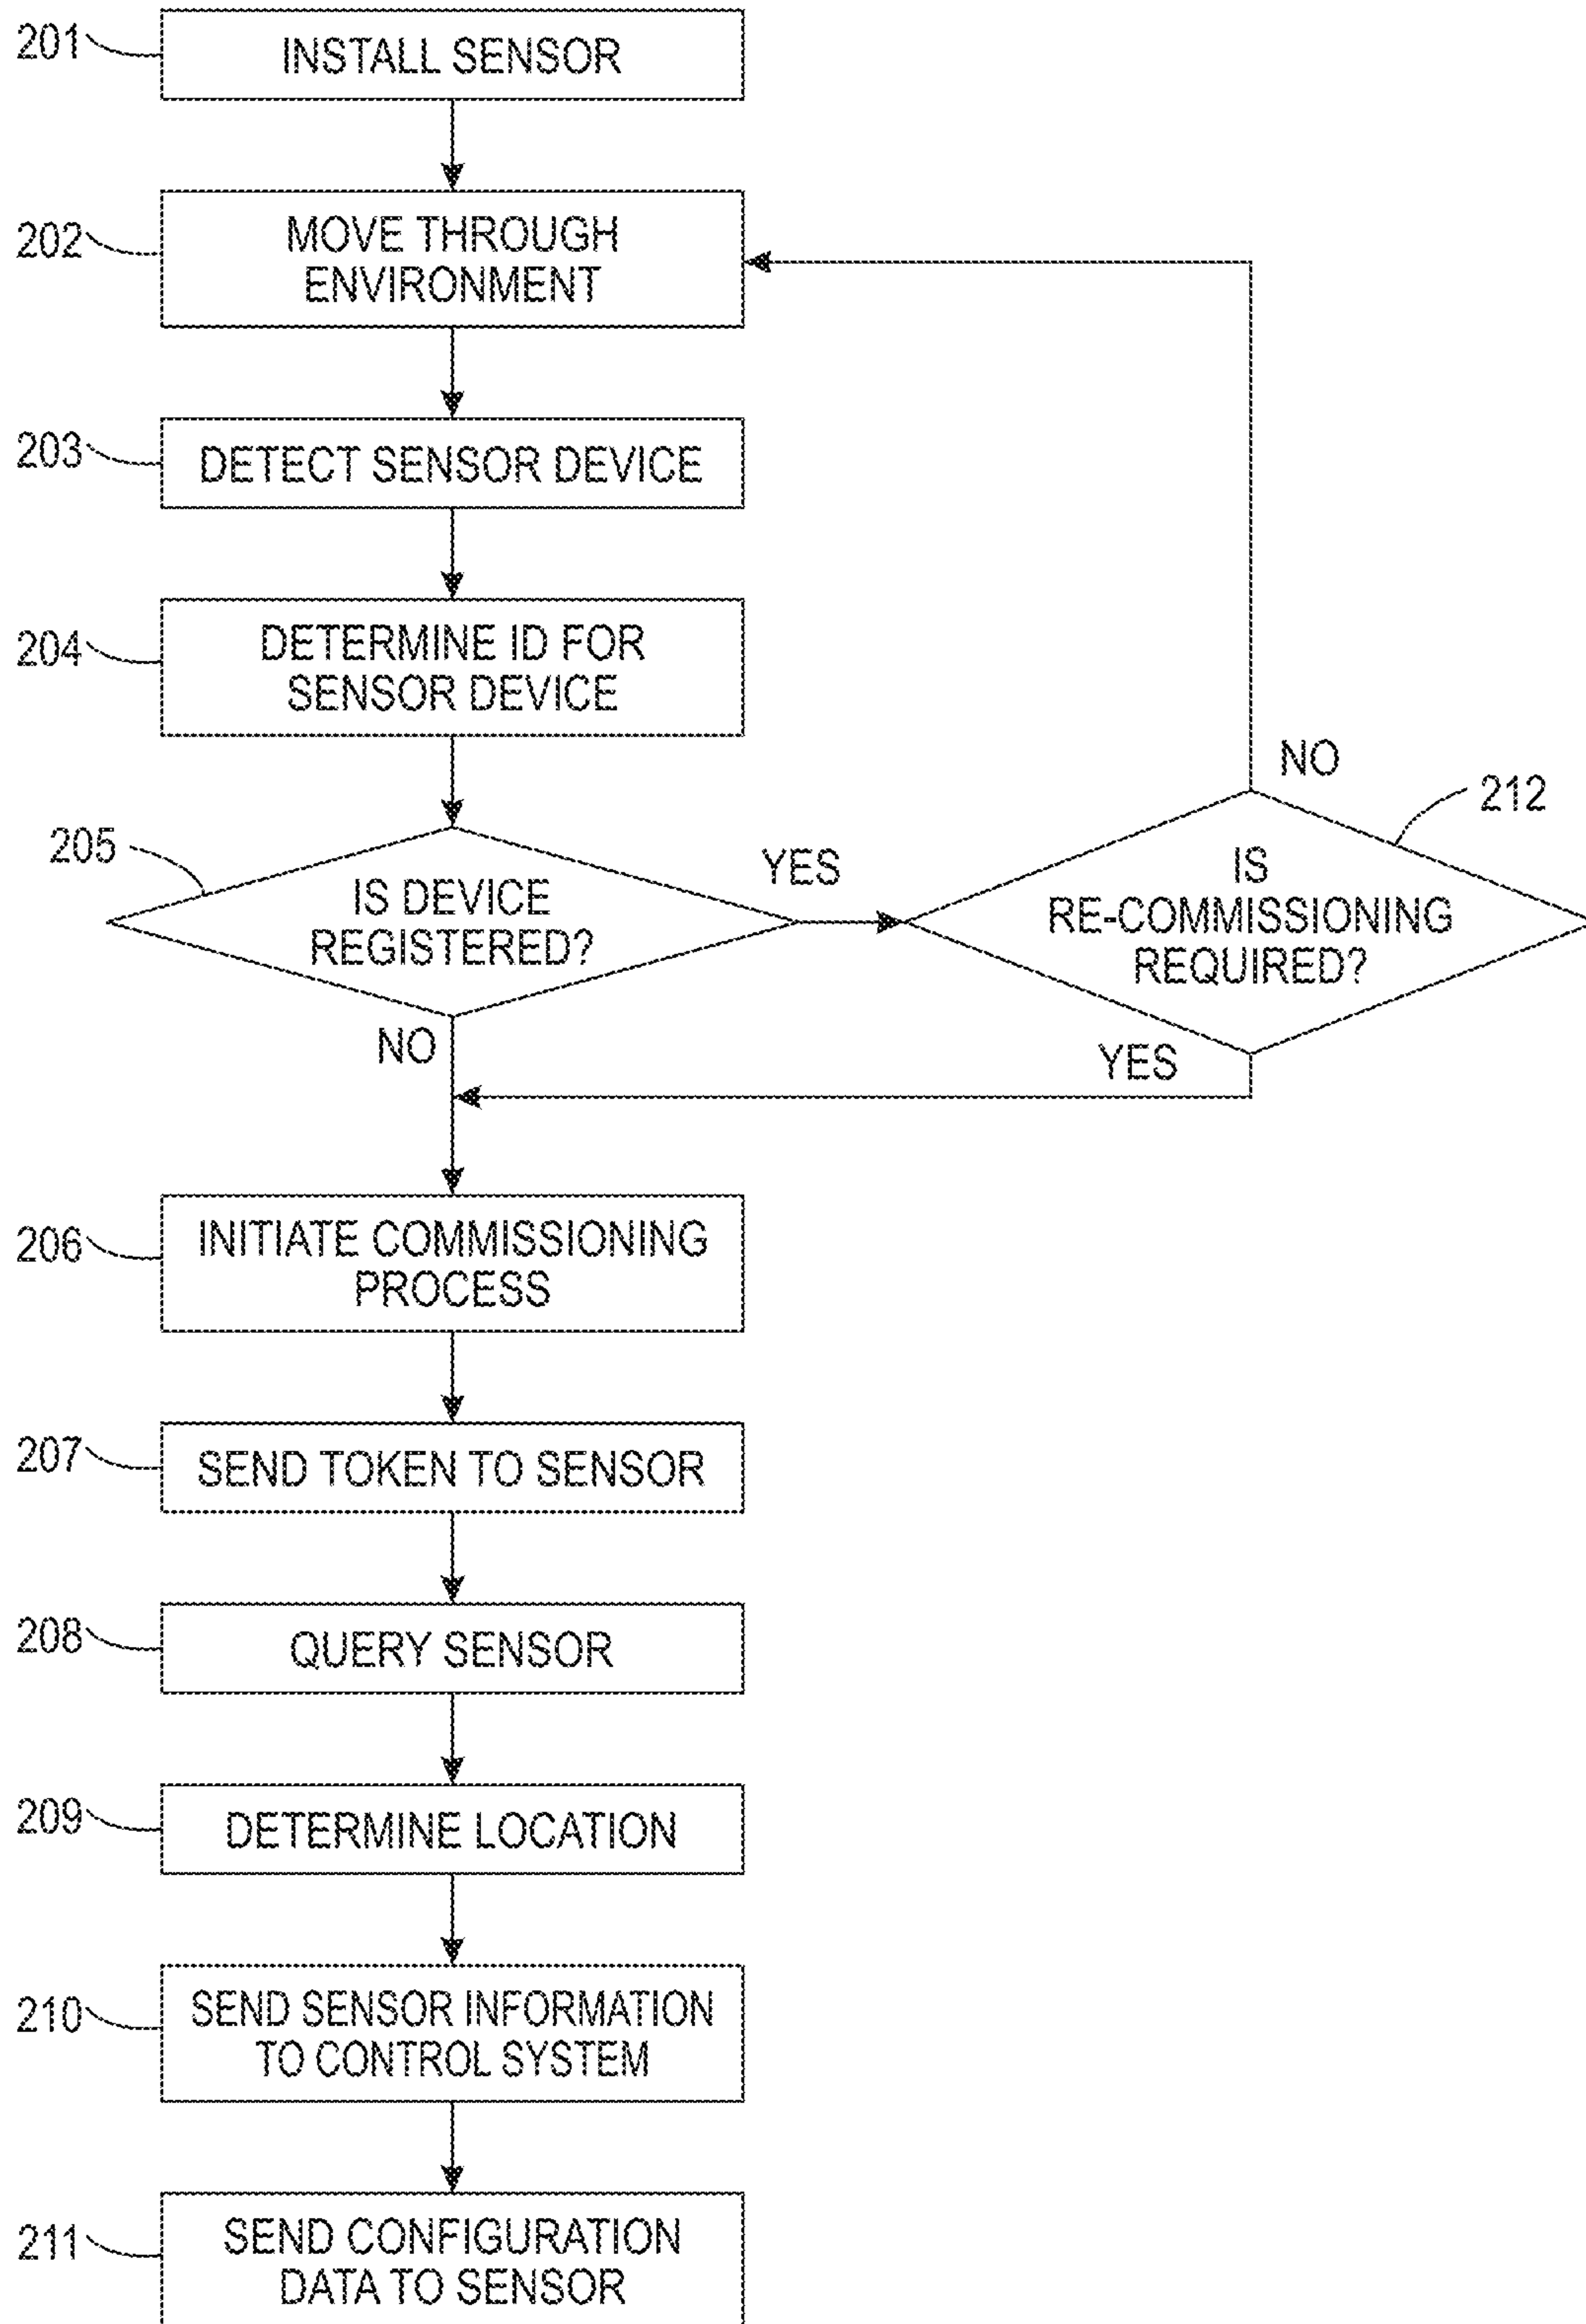 201
INSTALL SENSOR
202
MOVE THROUGH
ENVIRONMENT
203
DETECT SENSOR DEVICE
204
DETERMINE ID FOR
SENSOR DEVICE
205
IS DEVICE
REGISTERED?
YES
NO
212
IS
RE-COMMISSIONING
REQUIRED?
NO
YES
206
INITIATE COMMISSIONING
PROCESS
207
SEND TOKEN TO SENSOR
208
QUERY SENSOR
209
DETERMINE LOCATION
210
SEND SENSOR INFORMATION
TO CONTROL SYSTEM
211
SEND CONFIGURATION
DATA TO SENSOR